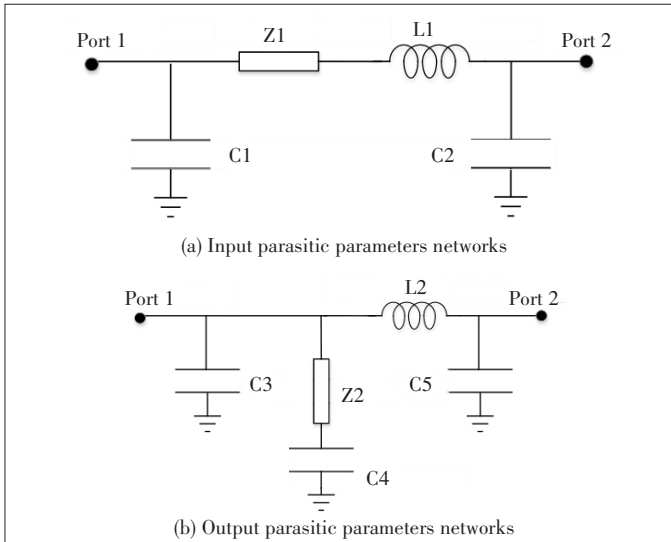 Port 1
Z1
L1
Port 2
C1
C2
(a) Input parasitic parameters networks
Port 1
L2
Port 2
C3
Z2
C5
C4
(b) Output parasitic parameters networks